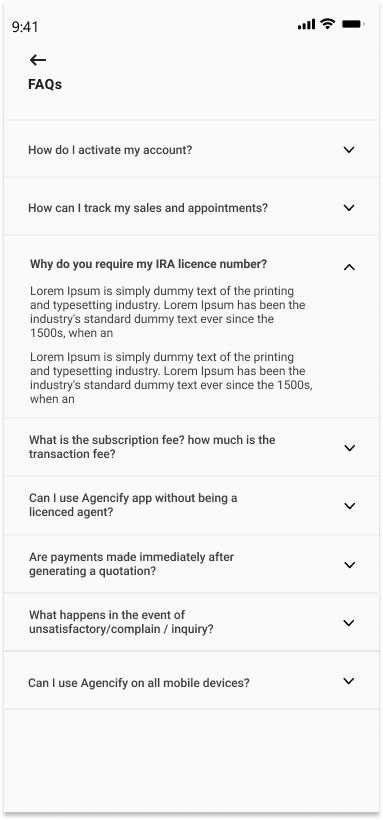 9:41
FAQs
How do I activate my account?
How can I track my sales and appointments?
Why do you require my IRA licence number?
Lorem Ipsum is simply dummy text of the printing
and typesetting industry. Lorem Ipsum has been the
industry's standard dummy text ever since the
1500s, when an
Lorem Ipsum is simply dummy text of the printing
and typesetting industry. Lorem Ipsum has been the
industry's standard dummy text ever since the 1500s,
when an
What is the subscription fee? how much is the
transaction fee?
Can I use Agencify app without being a
licenced agent?
Are payments made immediately after
generating a quotation?
What happens in the event of
unsatisfactory/complain / inquiry?
Can I use Agencify on all mobile devices?